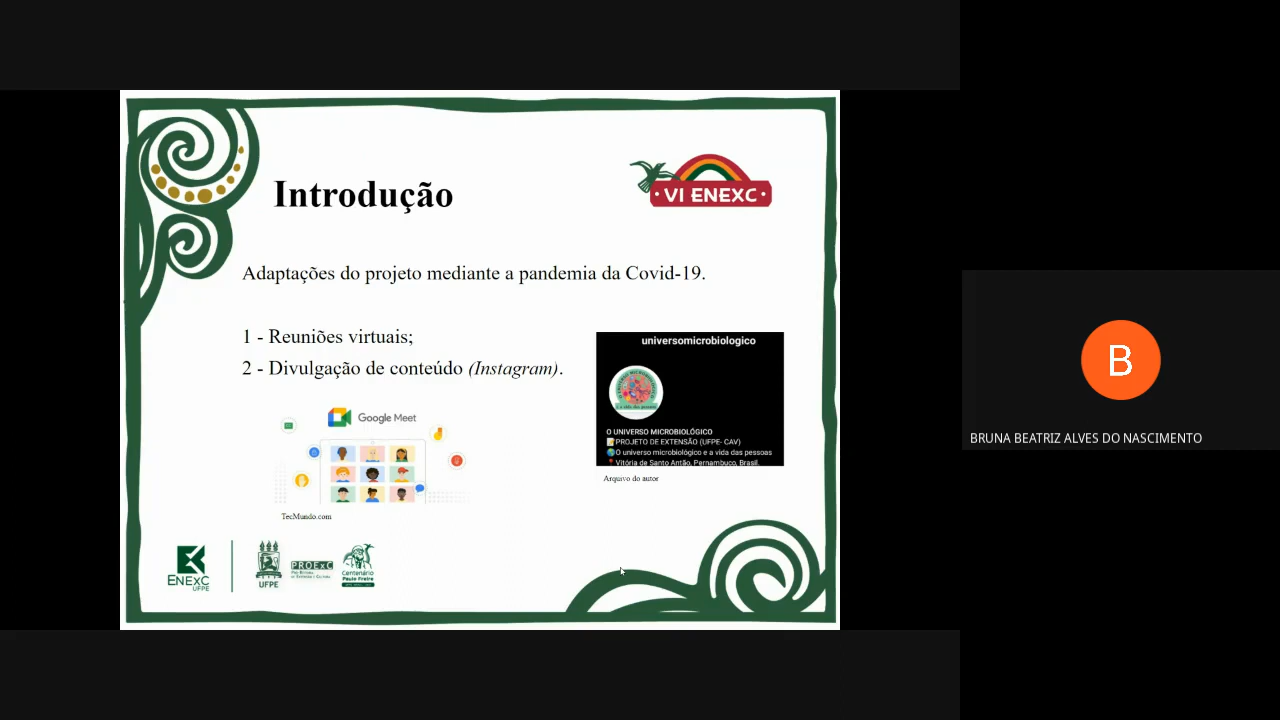 Introdução
· VI ENEXC ·
Adaptações do projeto mediante a pandemia da Covid-19.
1 - Reuniões virtuais;
2 - Divulgação de conteúdo (Instagram).
universomicrobiologico
O UNIVERSO MICROBIOLÓGICO
PROJETO DE EXTENSÃO (UFPE- CAV)
O universo microbiológico e a vida das pessoas
Vitória de Santo Antão, Pernambuco, Brasil.
Arquivo do autor
Google Meet
TecMundo.com
ENEXC
UFPE
UFPE
PROExC
Centenário
Paulo Freire
B
BRUNA BEATRIZ ALVES DO NASCIMENTO